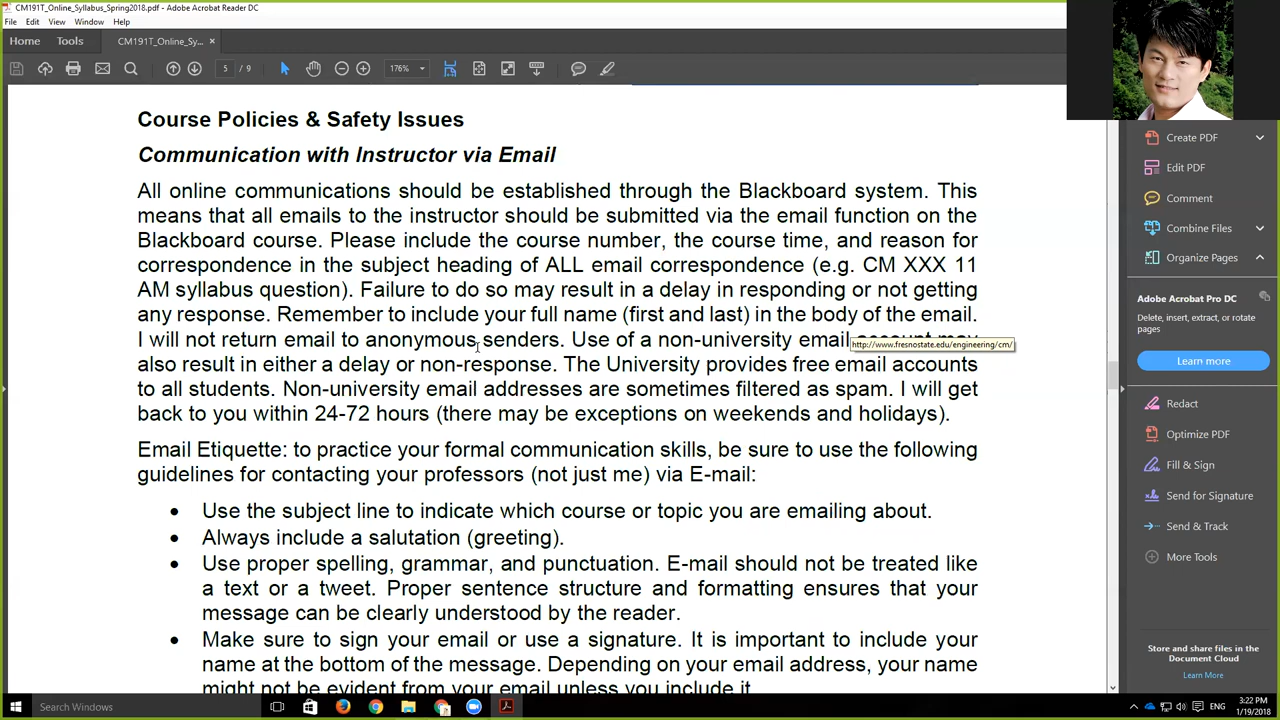 CM191T_Online_Syllabus_Spring2018.pdf - Adobe Acrobat Reader DC
File Edit View Window Help
Home Tools CM191T_Online_Sy... ×
5 / 9 176%
Course Policies & Safety Issues
Communication with Instructor via Email
All online communications should be established through the Blackboard system. This
means that all emails to the instructor should be submitted via the email function on the
Blackboard course. Please include the course number, the course time, and reason for
correspondence in the subject heading of ALL email correspondence (e.g. CM XXX 11
AM syllabus question). Failure to do so may result in a delay in responding or not getting
any response. Remember to include your full name (first and last) in the body of the email.
I will not return email to anonymous senders. Use of a non-university email account may
http://www.fresnostate.edu/engineering/cm/
also result in either a delay or non-response. The University provides free email accounts
to all students. Non-university email addresses are sometimes filtered as spam. I will get
back to you within 24-72 hours (there may be exceptions on weekends and holidays).
Email Etiquette: to practice your formal communication skills, be sure to use the following
guidelines for contacting your professors (not just me) via E-mail:
• Use the subject line to indicate which course or topic you are emailing about.
• Always include a salutation (greeting).
• Use proper spelling, grammar, and punctuation. E-mail should not be treated like
a text or a tweet. Proper sentence structure and formatting ensures that your
message can be clearly understood by the reader.
• Make sure to sign your email or use a signature. It is important to include your
name at the bottom of the message. Depending on your email address, your name
might not be evident from your email unless you include it
Create PDF
Edit PDF
Comment
Combine Files
Organize Pages
Adobe Acrobat Pro DC
Delete, insert, extract, or rotate
pages
Learn more
Redact
Optimize PDF
Fill & Sign
Send for Signature
Send & Track
More Tools
Store and share files in the
Document Cloud
Learn More
Search Windows
ENG
3:22 PM
1/19/2018